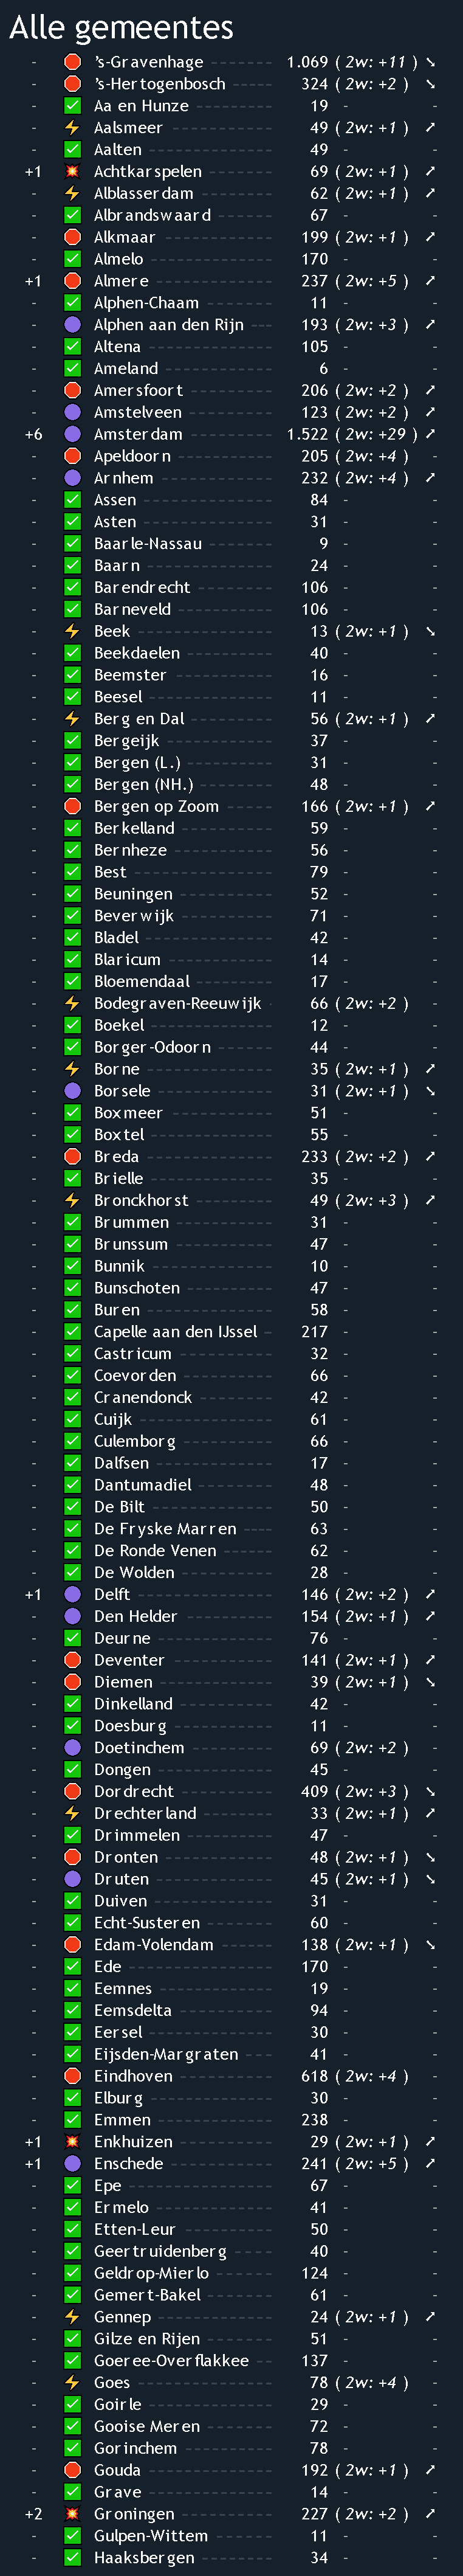 Alle gemeentes
- 's-Gravenhage 1.069 ( 2w: +11 ) ↘
- 's-Hertogenbosch 324 ( 2w: +2 ) ↘
- Aa en Hunze 19 - -
- Aalsmeer 49 ( 2w: +1 ) ↗
- Aalten 49 - -
+1 Achtkarspelen 69 ( 2w: +1 ) ↗
- Alblasserdam 62 ( 2w: +1 ) ↗
- Albrandswaard 67 - -
- Alkmaar 199 ( 2w: +1 ) ↗
- Almelo 170 - -
+1 Almere 237 ( 2w: +5 ) ↗
- Alphen-Chaam 11 - -
- Alphen aan den Rijn 193 ( 2w: +3 ) ↗
- Altena 105 - -
- Ameland 6 - -
- Amersfoort 206 ( 2w: +2 ) ↗
- Amstelveen 123 ( 2w: +2 ) ↗
+6 Amsterdam 1.522 ( 2w: +29 ) ↗
- Apeldoorn 205 ( 2w: +4 ) -
- Arnhem 232 ( 2w: +4 ) ↗
- Assen 84 - -
- Asten 31 - -
- Baarle-Nassau 9 - -
- Baarn 24 - -
- Barendrecht 106 - -
- Barneveld 106 - -
- Beek 13 ( 2w: +1 ) ↘
- Beekdaelen 40 - -
- Beemster 16 - -
- Beesel 11 - -
- Berg en Dal 56 ( 2w: +1 ) ↗
- Bergeijk 37 - -
- Bergen (L.) 31 - -
- Bergen (NH.) 48 - -
- Bergen op Zoom 166 ( 2w: +1 ) ↗
- Berkelland 59 - -
- Bernheze 56 - -
- Best 79 - -
- Beuningen 52 - -
- Beverwijk 71 - -
- Bladel 42 - -
- Blaricum 14 - -
- Bloemendaal 17 - -
- Bodegraven-Reeuwijk 66 ( 2w: +2 ) -
- Boekel 12 - -
- Borger-Odoorn 44 - -
- Borne 35 ( 2w: +1 ) ↗
- Borsele 31 ( 2w: +1 ) ↘
- Boxmeer 51 - -
- Boxtel 55 - -
- Breda 233 ( 2w: +2 ) ↗
- Brielle 35 - -
- Bronckhorst 49 ( 2w: +3 ) ↗
- Brummen 31 - -
- Brunssum 47 - -
- Bunnik 10 - -
- Bunschoten 47 - -
- Buren 58 - -
- Capelle aan den IJssel 217 - -
- Castricum 32 - -
- Coevorden 66 - -
- Cranendonck 42 - -
- Cuijk 61 - -
- Culemborg 66 - -
- Dalfsen 17 - -
- Dantumadiel 48 - -
- De Bilt 50 - -
- De Fryske Marren 63 - -
- De Ronde Venen 62 - -
- De Wolden 28 - -
+1 Delft 146 ( 2w: +2 ) ↗
- Den Helder 154 ( 2w: +1 ) ↗
- Deurne 76 - -
- Deventer 141 ( 2w: +1 ) ↗
- Diemen 39 ( 2w: +1 ) ↘
- Dinkelland 42 - -
- Doesburg 11 - -
- Doetinchem 69 ( 2w: +2 ) -
- Dongen 45 - -
- Dordrecht 409 ( 2w: +3 ) ↘
- Drechterland 33 ( 2w: +1 ) ↗
- Drimmelen 47 - -
- Dronten 48 ( 2w: +1 ) ↘
- Druten 45 ( 2w: +1 ) ↘
- Duiven 31 - -
- Echt-Susteren 60 - -
- Edam-Volendam 138 ( 2w: +1 ) ↘
- Ede 170 - -
- Eemnes 19 - -
- Eemsdelta 94 - -
- Eersel 30 - -
- Eijsden-Margraten 41 - -
- Eindhoven 618 ( 2w: +4 ) -
- Elburg 30 - -
- Emmen 238 - -
+1 Enkhuizen 29 ( 2w: +1 ) ↗
+1 Enschede 241 ( 2w: +5 ) ↗
- Epe 67 - -
- Ermelo 41 - -
- Etten-Leur 50 - -
- Geertruidenberg 40 - -
- Geldrop-Mierlo 124 - -
- Gemert-Bakel 61 - -
- Gennep 24 ( 2w: +1 ) ↗
- Gilze en Rijen 51 - -
- Goeree-Overflakkee 137 - -
- Goes 78 ( 2w: +4 ) -
- Goirle 29 - -
- Gooise Meren 72 - -
- Gorinchem 78 - -
- Gouda 192 ( 2w: +1 ) ↗
- Grave 14 - -
+2 Groningen 227 ( 2w: +2 ) ↗
- Gulpen-Wittem 11 - -
- Haaksbergen 34 - -